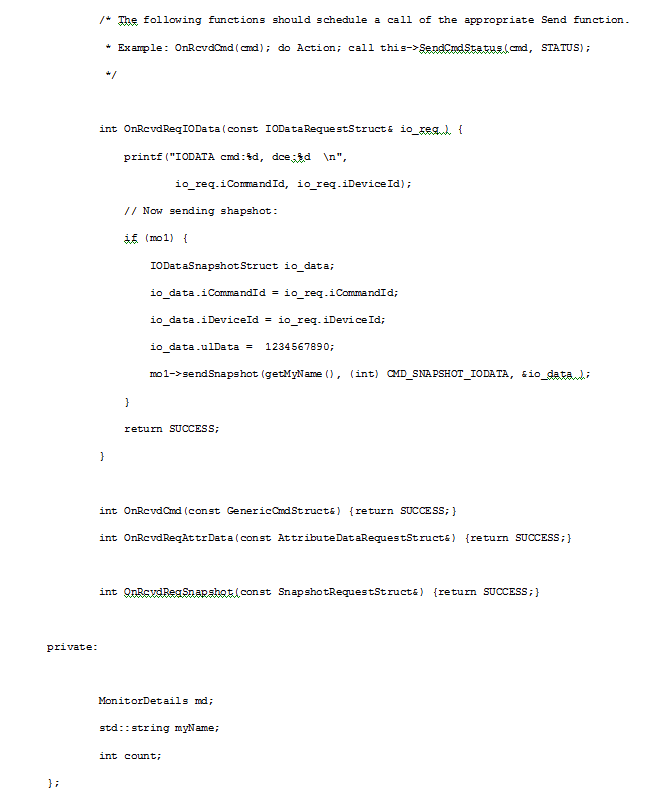 /* The following functions should schedule a call of the appropriate Send function.
* Example: OnRcvdCmd(cmd); do Action; call this->SendCmdStatus(cmd, STATUS);
*/
int OnRcvdReqIOData(const IODataRequestStruct& io_req ) {
printf("IODATA cmd:%d, dce:%d \n",
io_req.iCommandId, io_req.iDeviceId);
// Now sending shapshot:
if (mo1) {
IODataSnapshotStruct io_data;
io_data.iCommandId = io_req.iCommandId;
io_data.iDeviceId = io_req.iDeviceId;
io_data.ulData = 1234567890;
mo1->sendSnapshot(getMyName(), (int) CMD_SNAPSHOT_IODATA, &io_data );
}
return SUCCESS;
}
int OnRcvdCmd(const GenericCmdStruct&) {return SUCCESS;}
int OnRcvdReqAttrData(const AttributeDataRequestStruct&) {return SUCCESS;}
int OnRcvdReqSnapshot(const SnapshotRequestStruct&) {return SUCCESS;}
private:
MonitorDetails md;
std::string myName;
int count;
};